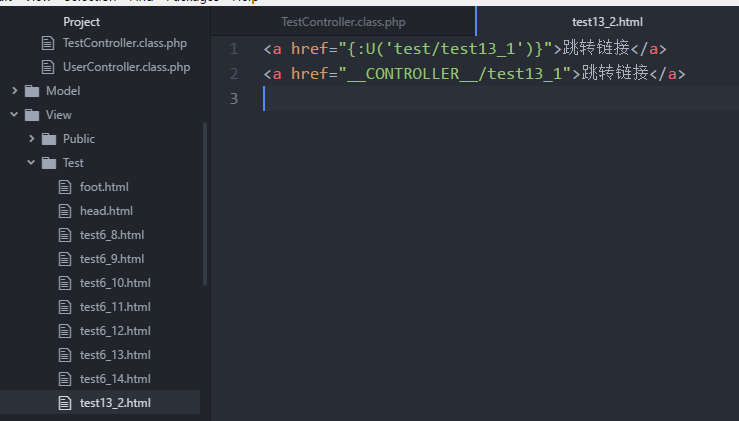 Project
TestController.class.php
UserController.class.php
Model
View
Public
Test
foot.html
head.html
test6_8.html
test6_9.html
test6_10.html
test6_11.html
test6_12.html
test6_13.html
test6_14.html
test13_2.html
TestController.class.php
test13_2.html
1 <a href="{:U('test/test13_1')}">跳转链接</a>
2 <a href="__CONTROLLER__/test13_1">跳转链接</a>
3